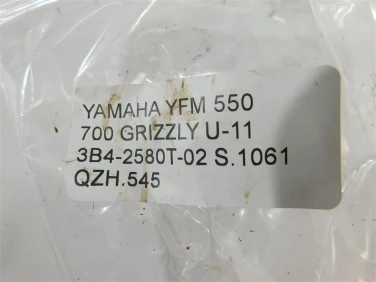 YAMAHA YFM 550
700 GRIZZLY U-11
3B4-2580T-02 S.1061
QZH.545